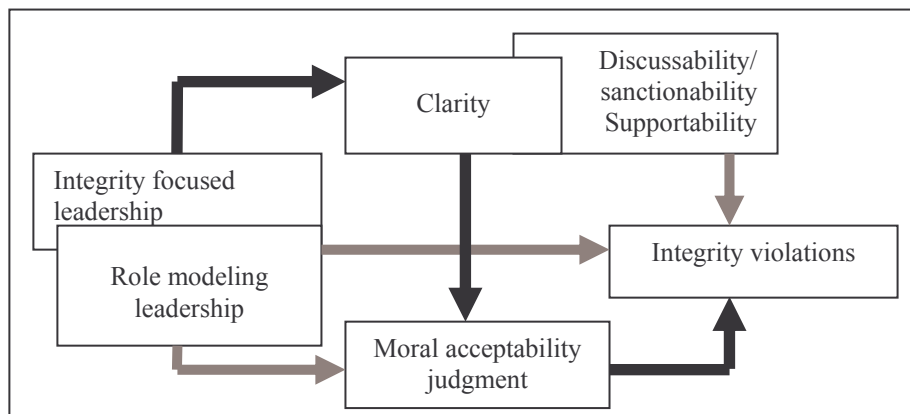 Discussability/
sanctionability
Supportability
Clarity
Integrity focused
leadership
Role modeling
leadership
Integrity violations
Moral acceptability
judgment